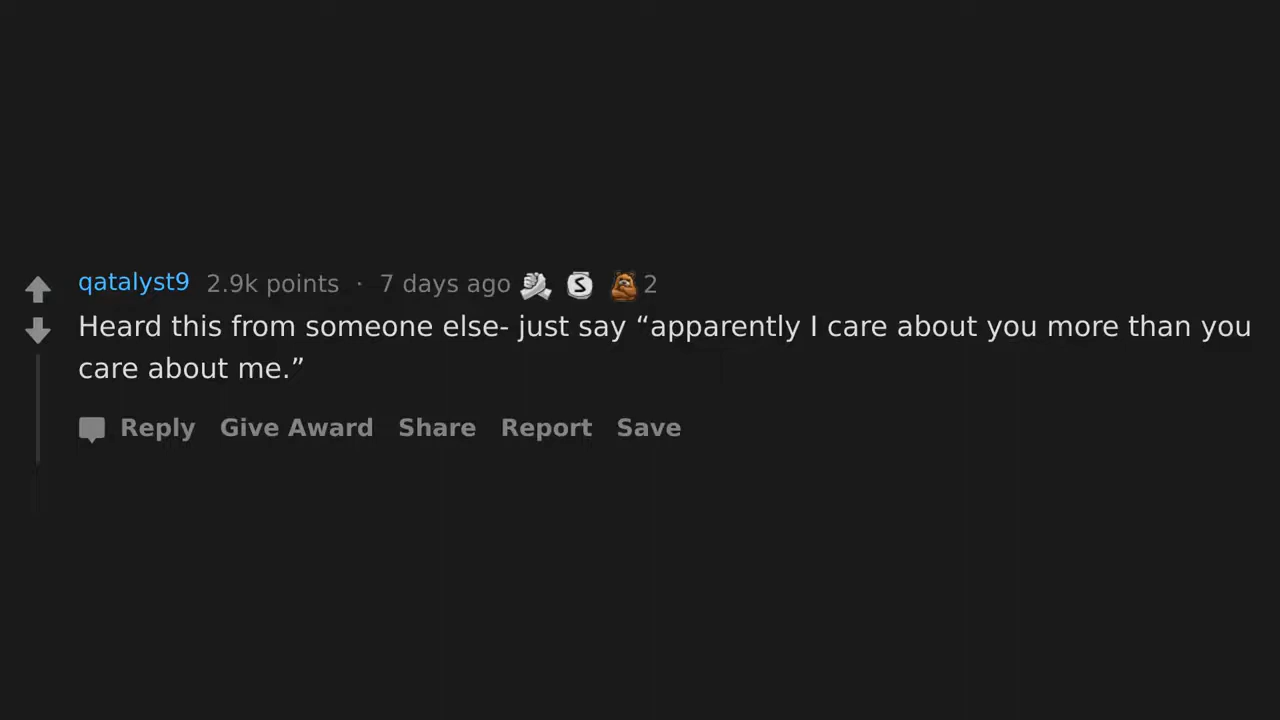 qatalyst9 2.9k points · 7 days ago S 2
Heard this from someone else- just say “apparently I care about you more than you
care about me.”
Reply Give Award Share Report Save